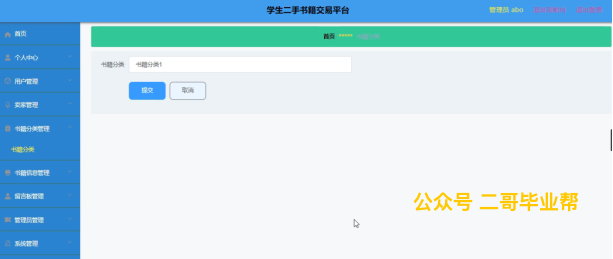 学生二手书籍交易平台
管理员 abo
首页
个人中心
用户管理
卖家管理
书籍分类管理
书籍分类
书籍信息管理
留言板管理
管理员管理
系统管理
首页 ***** 书籍分类
书籍分类 书籍分类1
提交 取消
公众号 二哥毕业帮